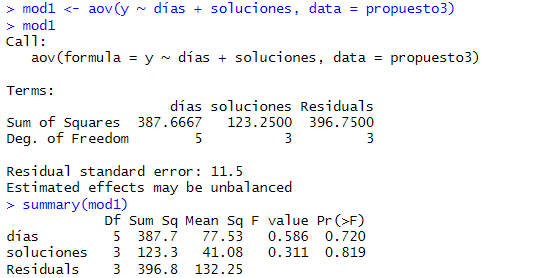 > mod1 <- aov(y ~ días + soluciones, data = propuesto3)
> mod1
Call:
   aov(formula = y ~ días + soluciones, data = propuesto3)

Terms:
                    días soluciones Residuals
Sum of Squares  387.6667   123.2500  396.7500
Deg. of Freedom        5          3         3

Residual standard error: 11.5
Estimated effects may be unbalanced
> summary(mod1)
            Df Sum Sq Mean Sq F value Pr(>F)
días         5  387.7   77.53   0.586  0.720
soluciones   3  123.3   41.08   0.311  0.819
Residuals    3  396.8  132.25